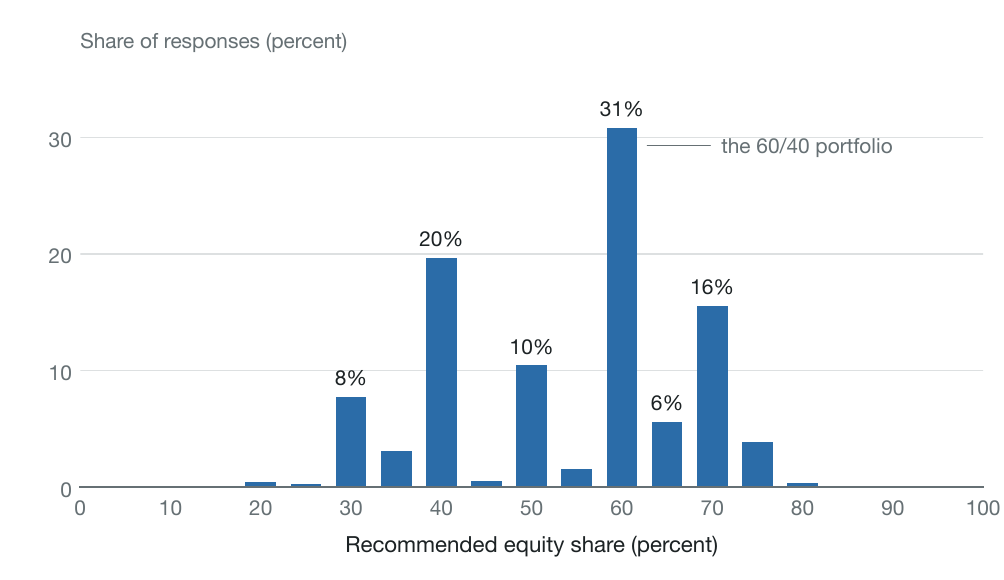 Share of responses (percent)
31%
30
the 60/40 portfolio
20%
20
16%
10%
10
8%
6%
0
0 10 20 30 40 50 60 70 80 90 100
Recommended equity share (percent)